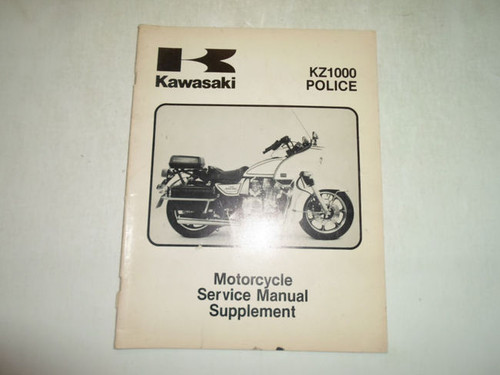 Kawasaki
KZ1000
POLICE
Motorcycle
Service Manual
Supplement